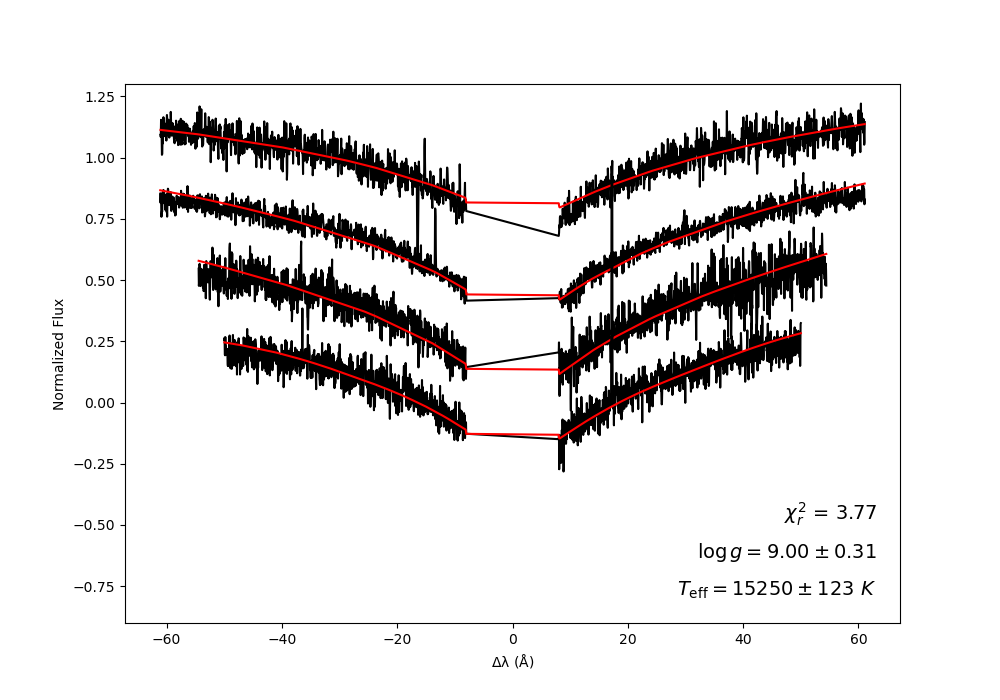 1.25
1.00
0.75
0.50
0.25
0.00
−0.25
−0.50
−0.75
Normalized Flux
−60 −40 −20 0 20 40 60
Δλ (Å)
χ²ᵣ = 3.77
log g = 9.00 ± 0.31
T_eff = 15250 ± 123 K